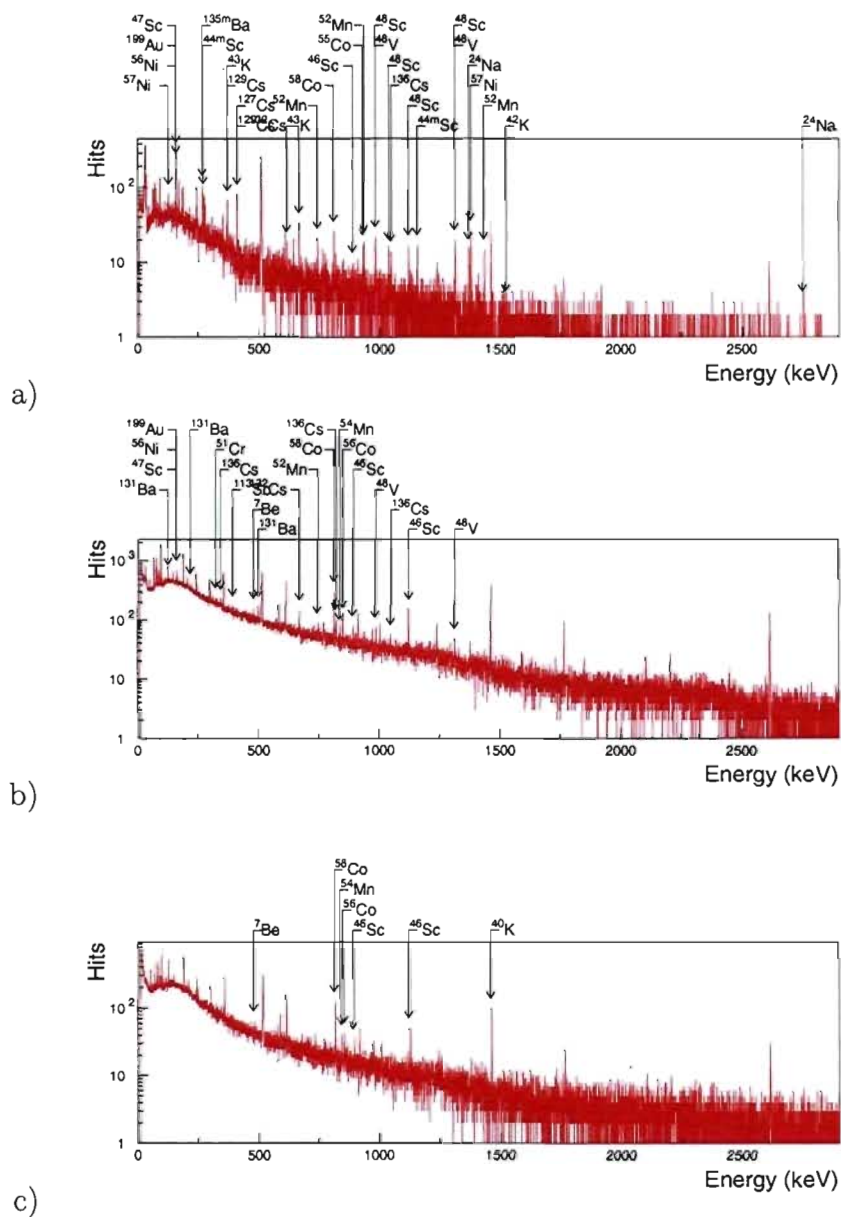 ⁴⁷Sc ¹³⁵ᵐBa ⁵²Mn ⁴⁸Sc ⁴⁸Sc
¹⁹⁹Au ⁴⁴ᵐSc ⁵⁵Co ⁴⁸V ⁴⁸V
⁵⁶Ni ⁴³K ⁴⁶Sc ⁴⁸Sc ²⁴Na
⁵⁷Ni ¹²⁹Cs ⁵⁸Co ¹³⁶Cs ⁵⁷Ni
¹²⁷Cs ⁵²Mn ⁴⁸Sc ⁵²Mn
⁴³K ⁴⁴ᵐSc ⁴²K ²⁴Na
Hits
10²
10
1
0 500 1000 1500 2000 2500
Energy (keV)
a)
¹⁹⁹Au ¹³¹Ba ¹³⁶Cs ⁵⁴Mn
⁵⁶Ni ⁵¹Cr ⁵⁸Co ⁵⁶Co
⁴⁷Sc ¹³⁶Cs ⁵²Mn ⁴⁶Sc
¹³¹Ba Cs ⁴⁸V
⁷Be ¹³⁶Cs
¹³¹Ba ⁴⁶Sc ⁴⁸V
Hits
10³
10²
10
1
0 500 1000 1500 2000 2500
Energy (keV)
b)
⁵⁸Co
⁵⁴Mn
⁵⁶Co
⁷Be ⁴⁶Sc ⁴⁶Sc ⁴⁰K
Hits
10²
10
1
0 500 1000 1500 2000 2500
Energy (keV)
c)